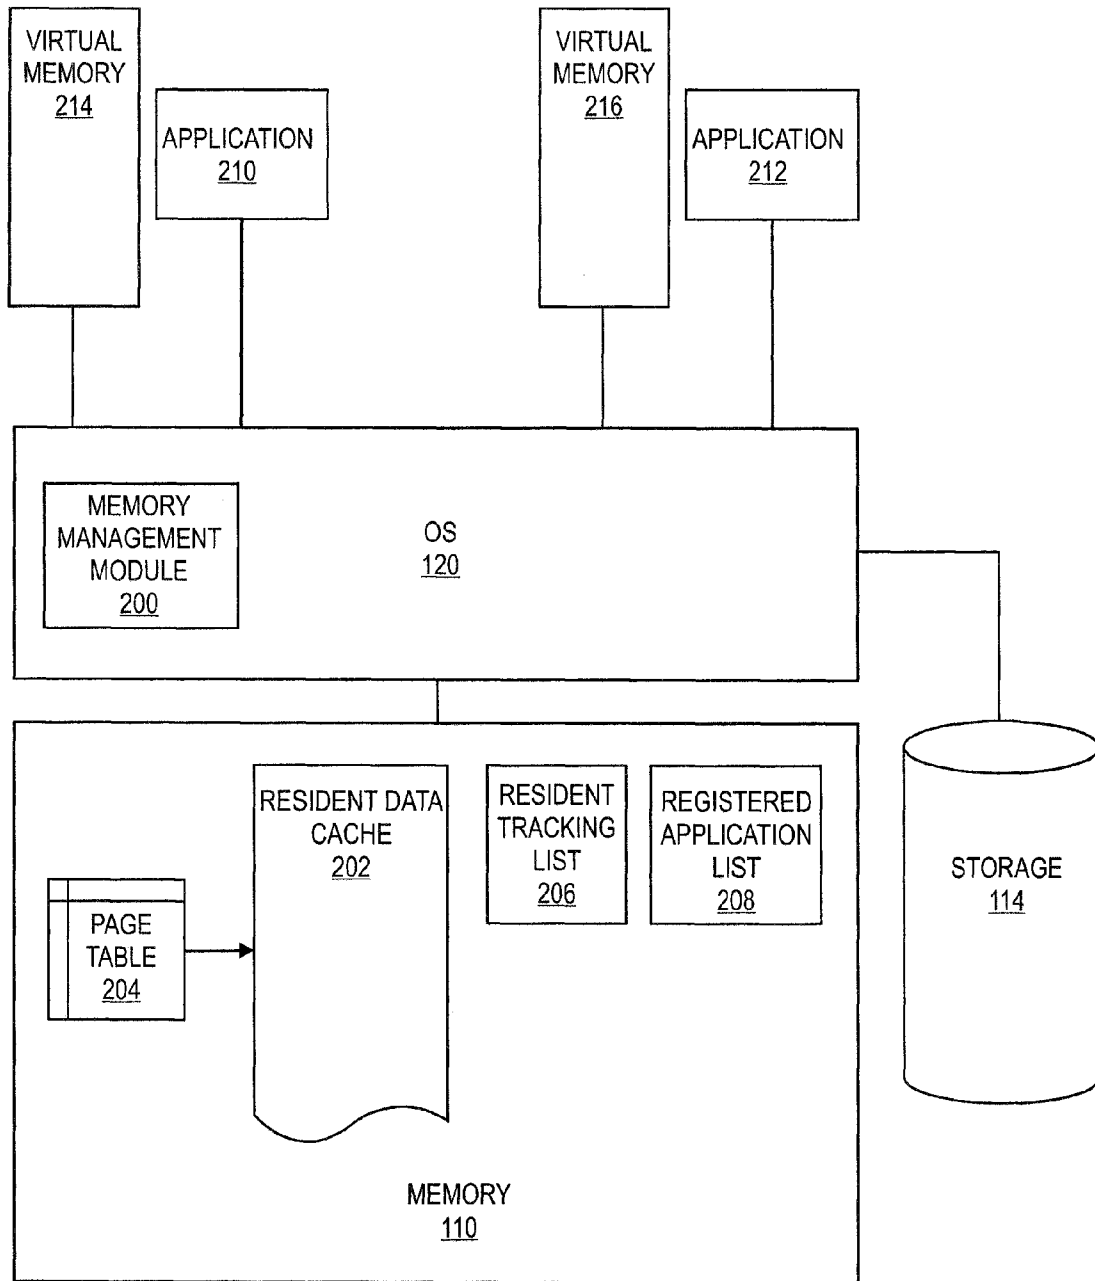 VIRTUAL
MEMORY
214
APPLICATION
210
VIRTUAL
MEMORY
216
APPLICATION
212
MEMORY
MANAGEMENT
MODULE
200
OS
120
RESIDENT DATA
CACHE
202
RESIDENT
TRACKING
LIST
206
REGISTERED
APPLICATION
LIST
208
PAGE
TABLE
204
STORAGE
114
MEMORY
110